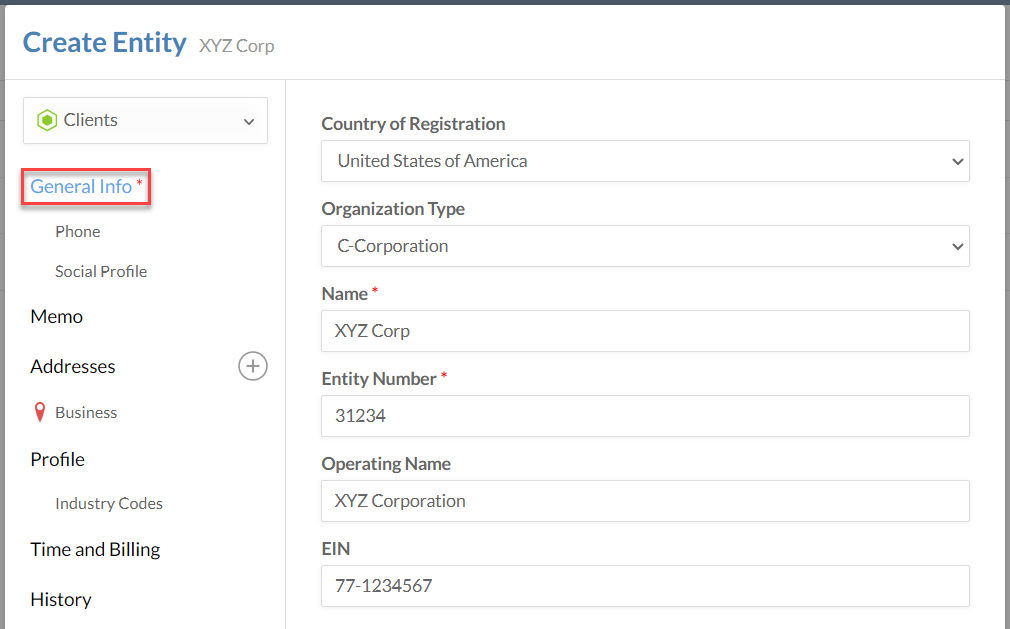 Create Entity XYZ Corp
Clients
General Info *
Phone
Social Profile
Memo
Addresses
Business
Profile
Industry Codes
Time and Billing
History
Country of Registration
United States of America
Organization Type
C-Corporation
Name *
XYZ Corp
Entity Number *
31234
Operating Name
XYZ Corporation
EIN
77-1234567